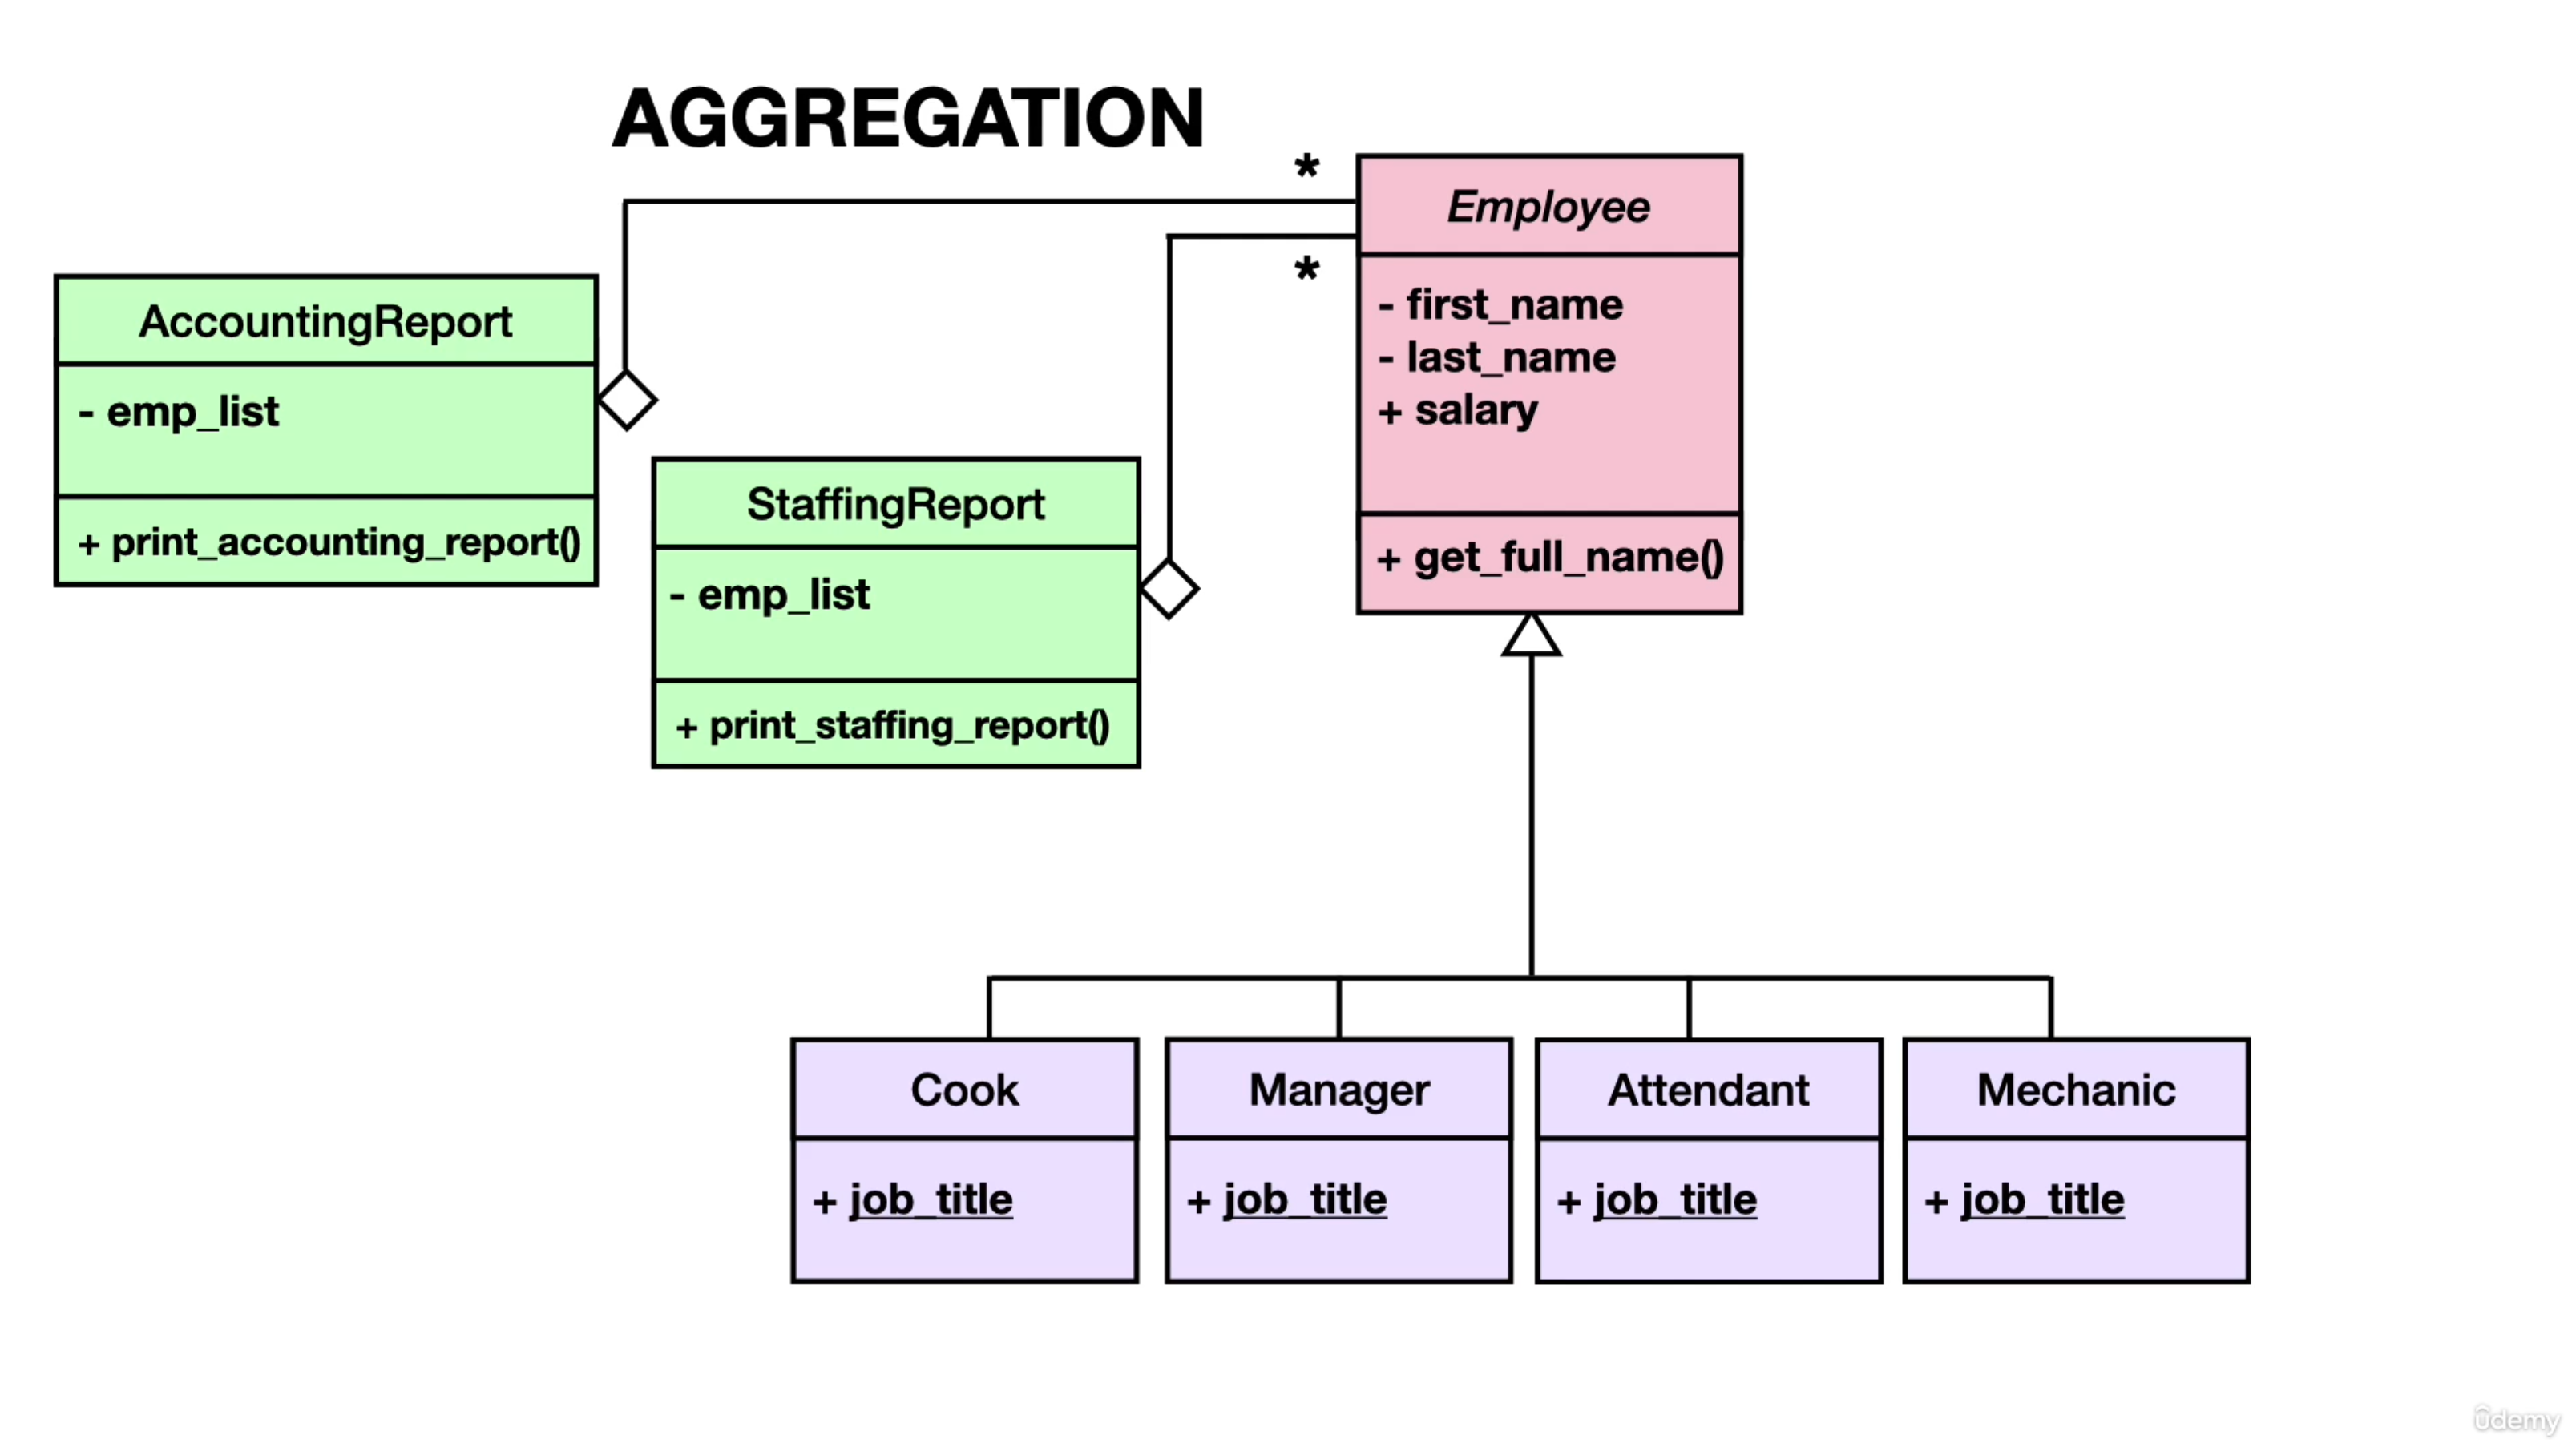 AGGREGATION
*
*
AccountingReport
- emp_list
+ print_accounting_report()
StaffingReport
- emp_list
+ print_staffing_report()
Employee
- first_name
- last_name
+ salary
+ get_full_name()
Cook
+ job_title
Manager
+ job_title
Attendant
+ job_title
Mechanic
+ job_title
ûdemy